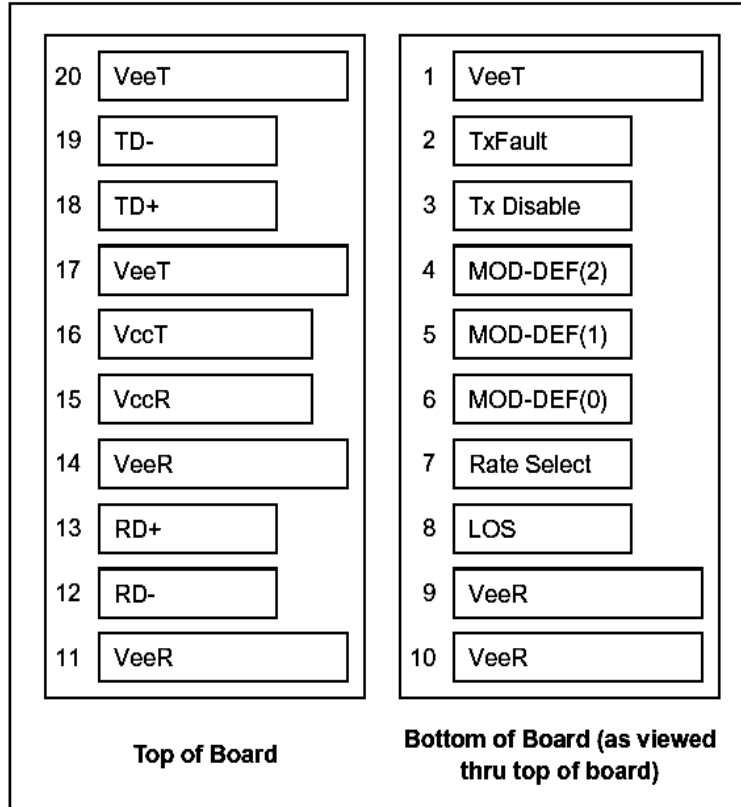 20 VeeT
19 TD-
18 TD+
17 VeeT
16 VccT
15 VccR
14 VeeR
13 RD+
12 RD-
11 VeeR
Top of Board
1 VeeT
2 TxFault
3 Tx Disable
4 MOD-DEF(2)
5 MOD-DEF(1)
6 MOD-DEF(0)
7 Rate Select
8 LOS
9 VeeR
10 VeeR
Bottom of Board (as viewed
thru top of board)